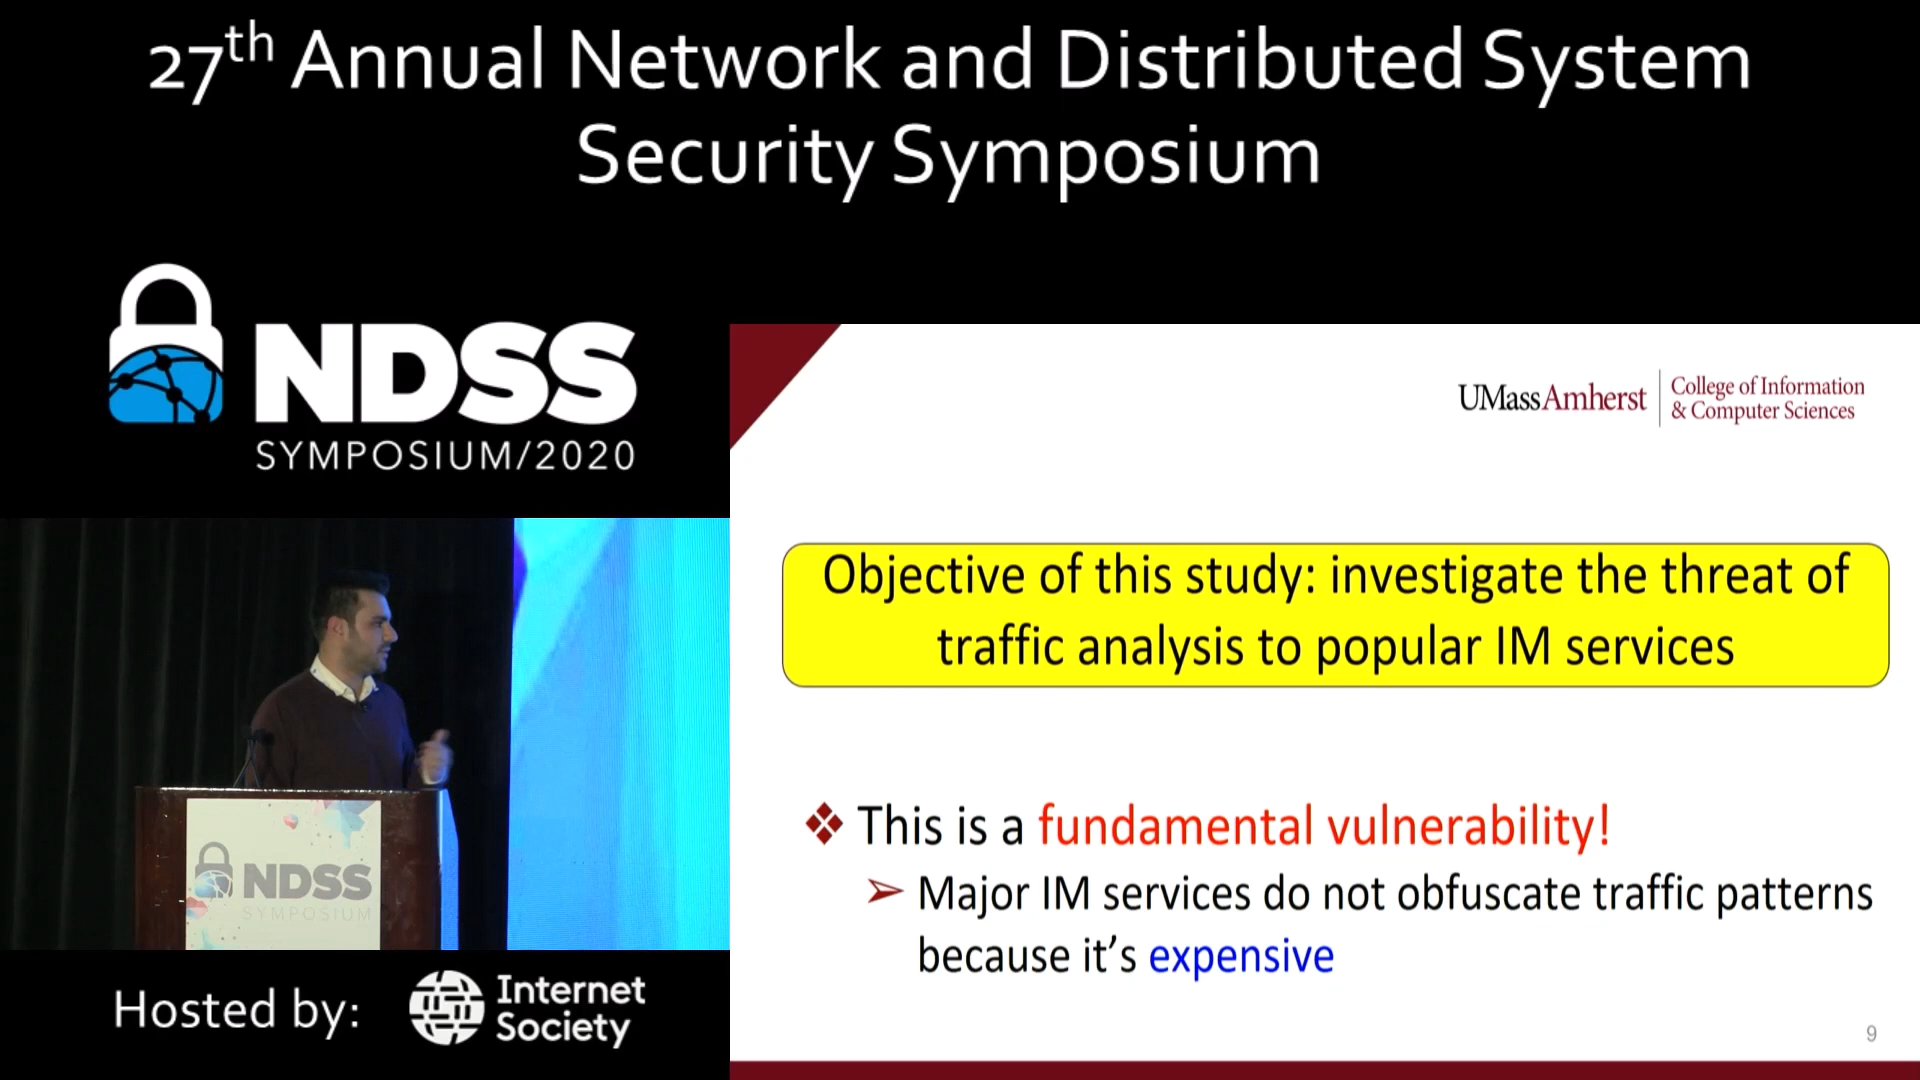 27th Annual Network and Distributed System
Security Symposium
NDSS
SYMPOSIUM/2020
UMassAmherst
College of Information
& Computer Sciences
Objective of this study: investigate the threat of
traffic analysis to popular IM services
❖ This is a fundamental vulnerability!
➢ Major IM services do not obfuscate traffic patterns
because it's expensive
9
NDSS
SYMPOSIUM
Hosted by:
Internet
Society